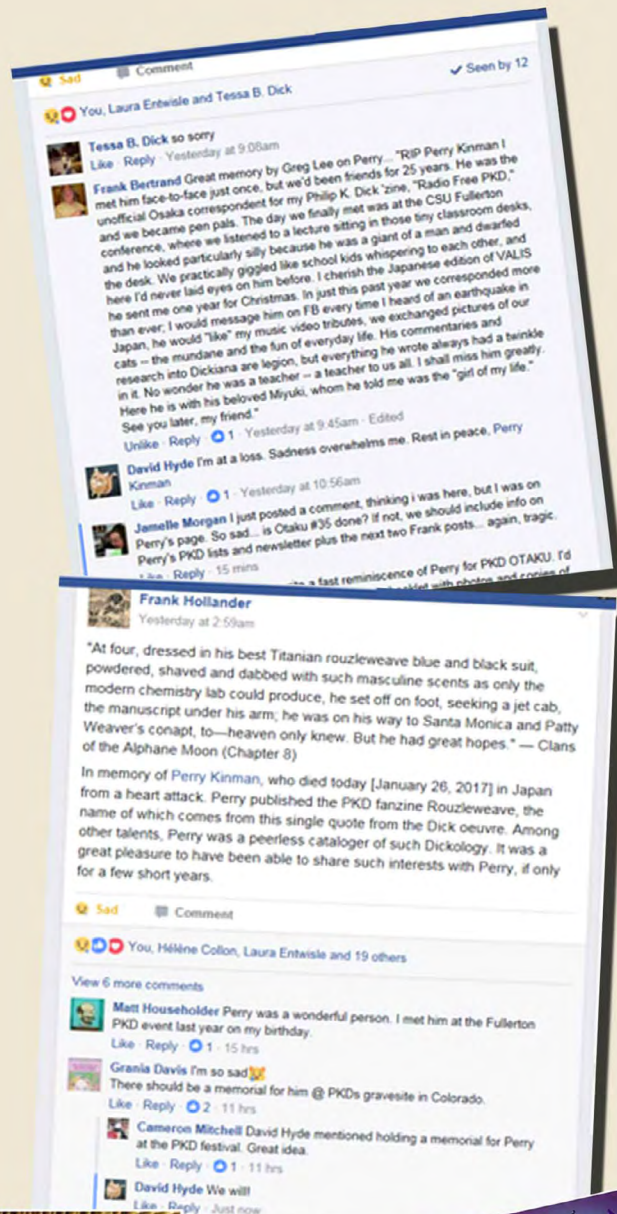 Sad Comment
You, Laura Entwisle and Tessa B. Dick
Seen by 12
Tessa B. Dick so sorry
Like · Reply · Yesterday at 9:08am
Frank Bertrand Great memory by Greg Lee on Perry... "RIP Perry Kinman I
met him face-to-face just once, but we'd been friends for 25 years. He was the
unofficial Osaka correspondent for my Philip K. Dick 'zine, "Radio Free PKD,"
and we became pen pals. The day we finally met was at the CSU Fullerton
conference, where we listened to a lecture sitting in those tiny classroom desks,
and he looked particularly silly because he was a giant of a man and dwarfed
the desk. We practically giggled like school kids whispering to each other, and
here I'd never laid eyes on him before. I cherish the Japanese edition of VALIS
he sent me one year for Christmas. In just this past year we corresponded more
than ever; I would message him on FB every time I heard of an earthquake in
Japan, he would "like" my music video tributes, we exchanged pictures of our
cats -- the mundane and the fun of everyday life. His commentaries and
research into Dickiana are legion, but everything he wrote always had a twinkle
in it. No wonder he was a teacher -- a teacher to us all. I shall miss him greatly.
Here he is with his beloved Miyuki, whom he told me was the "girl of my life."
See you later, my friend."
Unlike · Reply · 1 · Yesterday at 9:45am · Edited
David Hyde I'm at a loss. Sadness overwhelms me. Rest in peace, Perry
Kinman
Like · Reply · 1 · Yesterday at 10:56am
Jamelle Morgan I just posted a comment, thinking i was here, but I was on
Perry's page. So sad... is Otaku #35 done? If not, we should include info on
Perry's PKD lists and newsletter plus the next two Frank posts... again, tragic.
Like · Reply · 15 mins
a fast reminiscence of Perry for PKD OTAKU. I'd
with photos and copies of
Frank Hollander
Yesterday at 2:59am
"At four, dressed in his best Titanian rouzleweave blue and black suit,
powdered, shaved and dabbed with such masculine scents as only the
modern chemistry lab could produce, he set off on foot, seeking a jet cab,
the manuscript under his arm; he was on his way to Santa Monica and Patty
Weaver's conapt, to—heaven only knew. But he had great hopes." — Clans
of the Alphane Moon (Chapter 8)
In memory of Perry Kinman, who died today [January 26, 2017] in Japan
from a heart attack. Perry published the PKD fanzine Rouzleweave, the
name of which comes from this single quote from the Dick oeuvre. Among
other talents, Perry was a peerless cataloger of such Dickology. It was a
great pleasure to have been able to share such interests with Perry, if only
for a few short years.
Sad Comment
You, Hélène Collon, Laura Entwisle and 19 others
View 6 more comments
Matt Householder Perry was a wonderful person. I met him at the Fullerton
PKD event last year on my birthday.
Like · Reply · 1 · 15 hrs
Grania Davis I'm so sad
There should be a memorial for him @ PKDs gravesite in Colorado.
Like · Reply · 2 · 11 hrs
Cameron Mitchell David Hyde mentioned holding a memorial for Perry
at the PKD festival. Great idea.
Like · Reply · 1 · 11 hrs
David Hyde We will!
Like · Reply · Just now